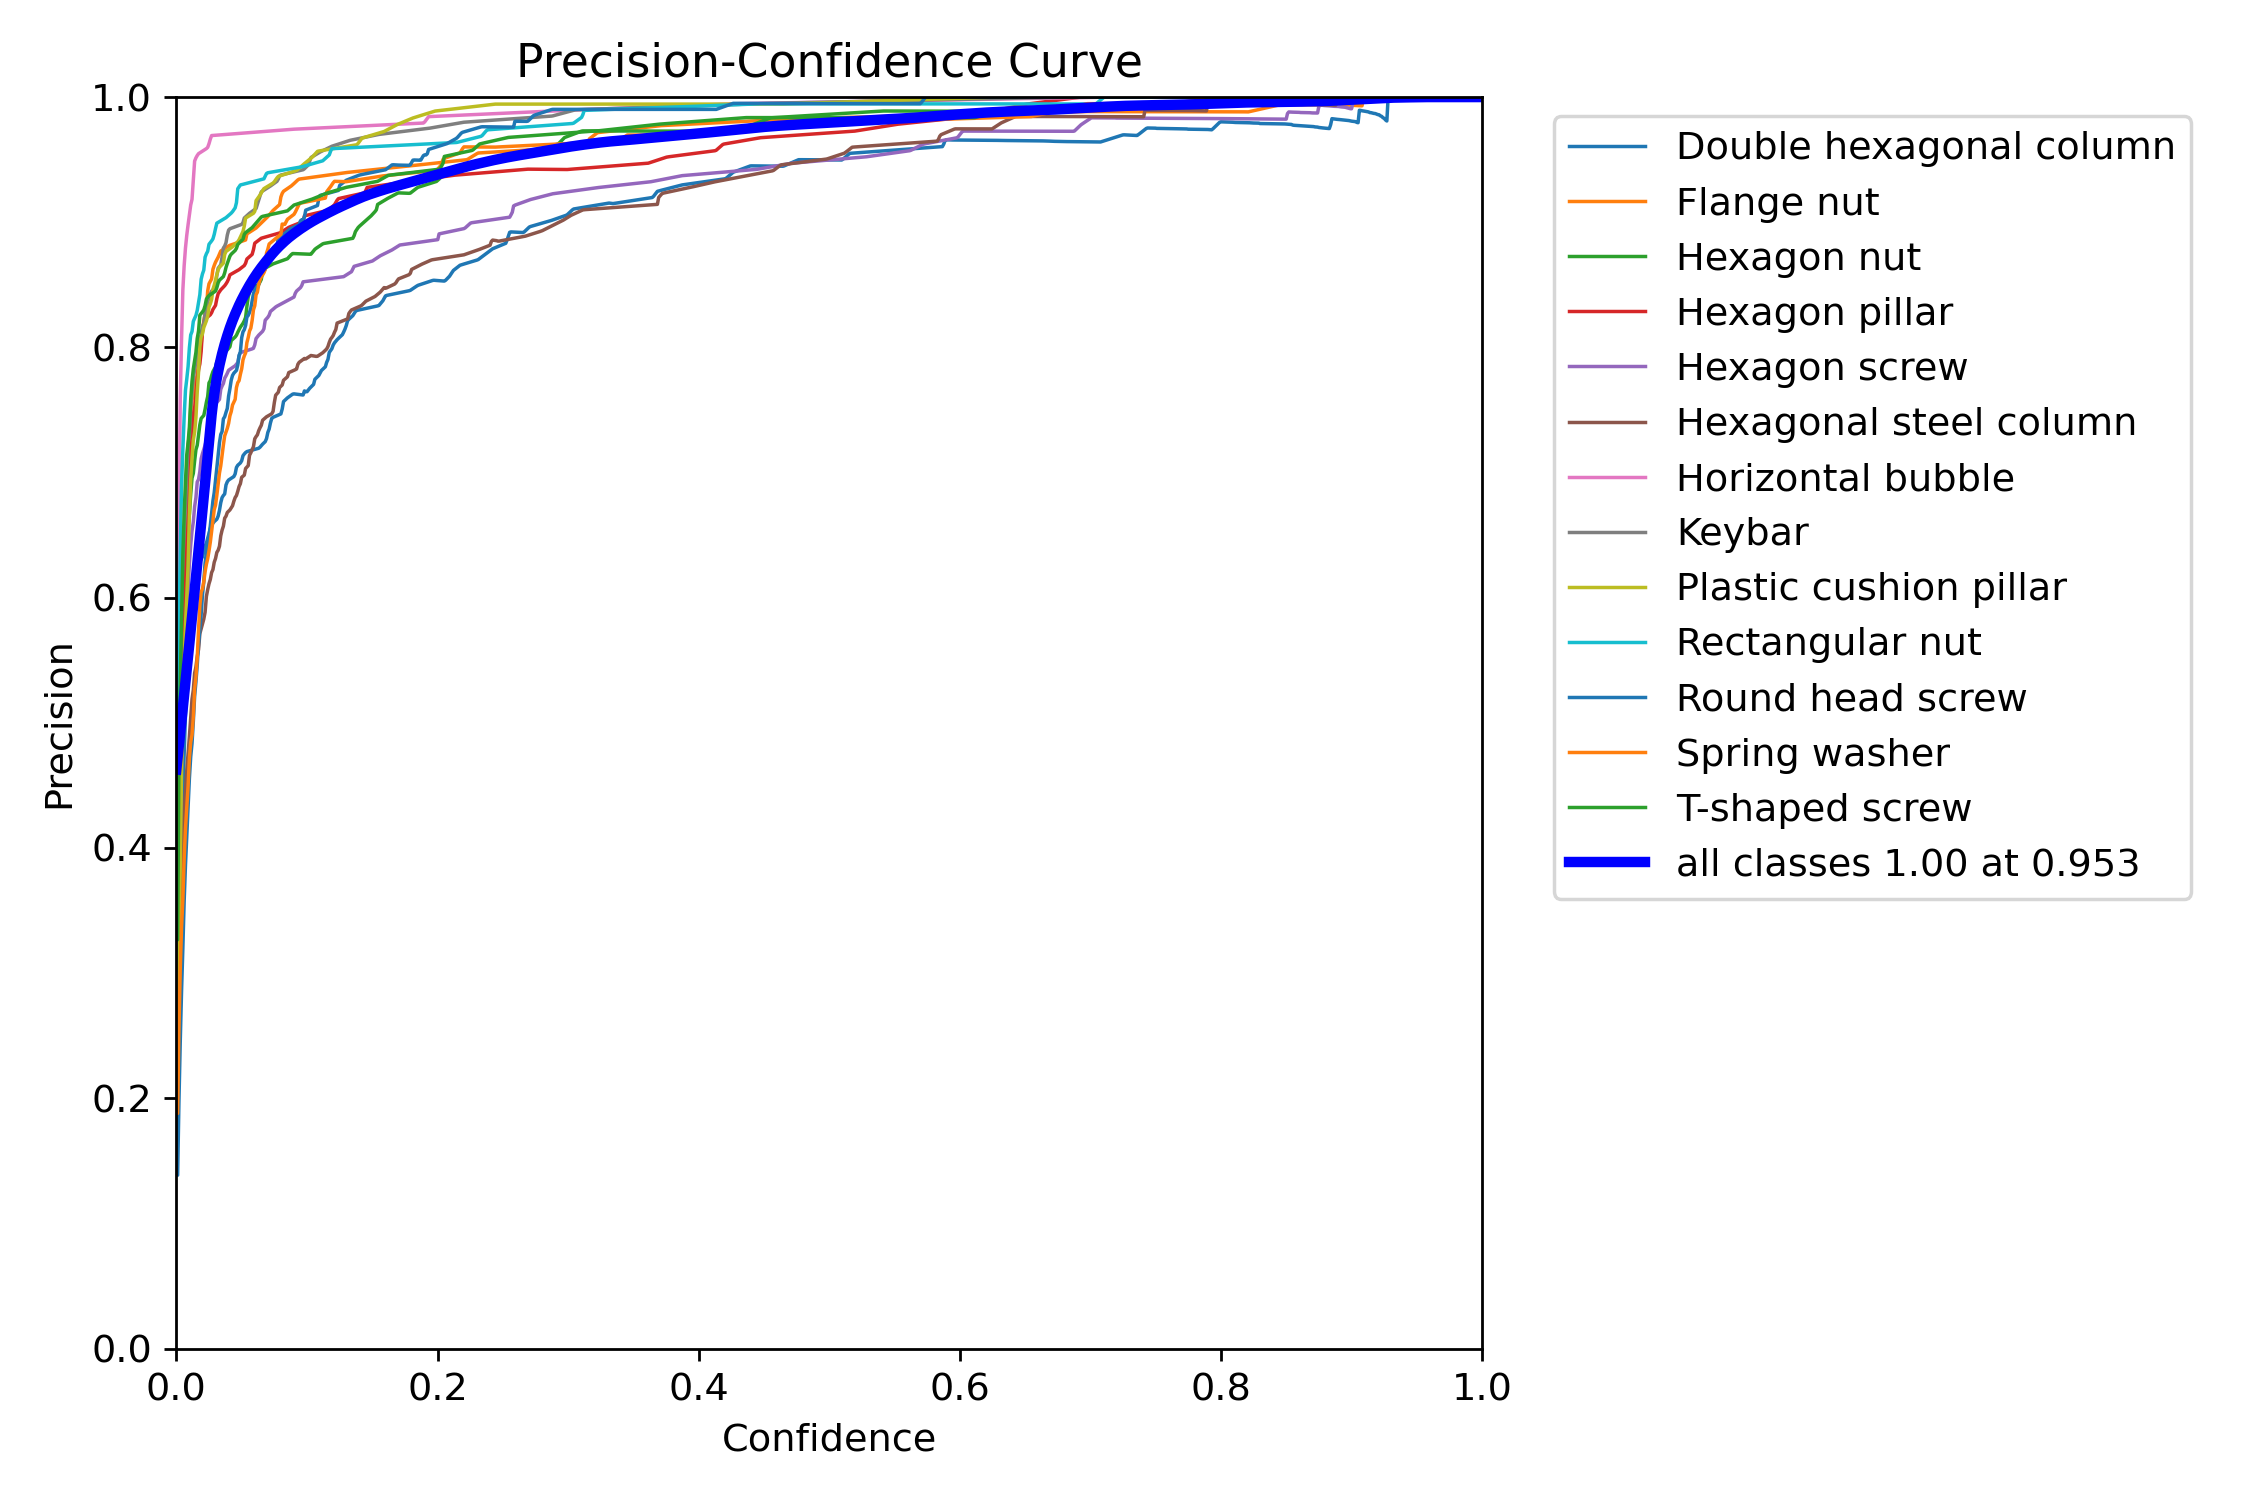 Precision-Confidence Curve
1.0
0.8
0.6
0.4
0.2
0.0
Precision
0.0 0.2 0.4 0.6 0.8 1.0
Confidence
Double hexagonal column
Flange nut
Hexagon nut
Hexagon pillar
Hexagon screw
Hexagonal steel column
Horizontal bubble
Keybar
Plastic cushion pillar
Rectangular nut
Round head screw
Spring washer
T-shaped screw
all classes 1.00 at 0.953